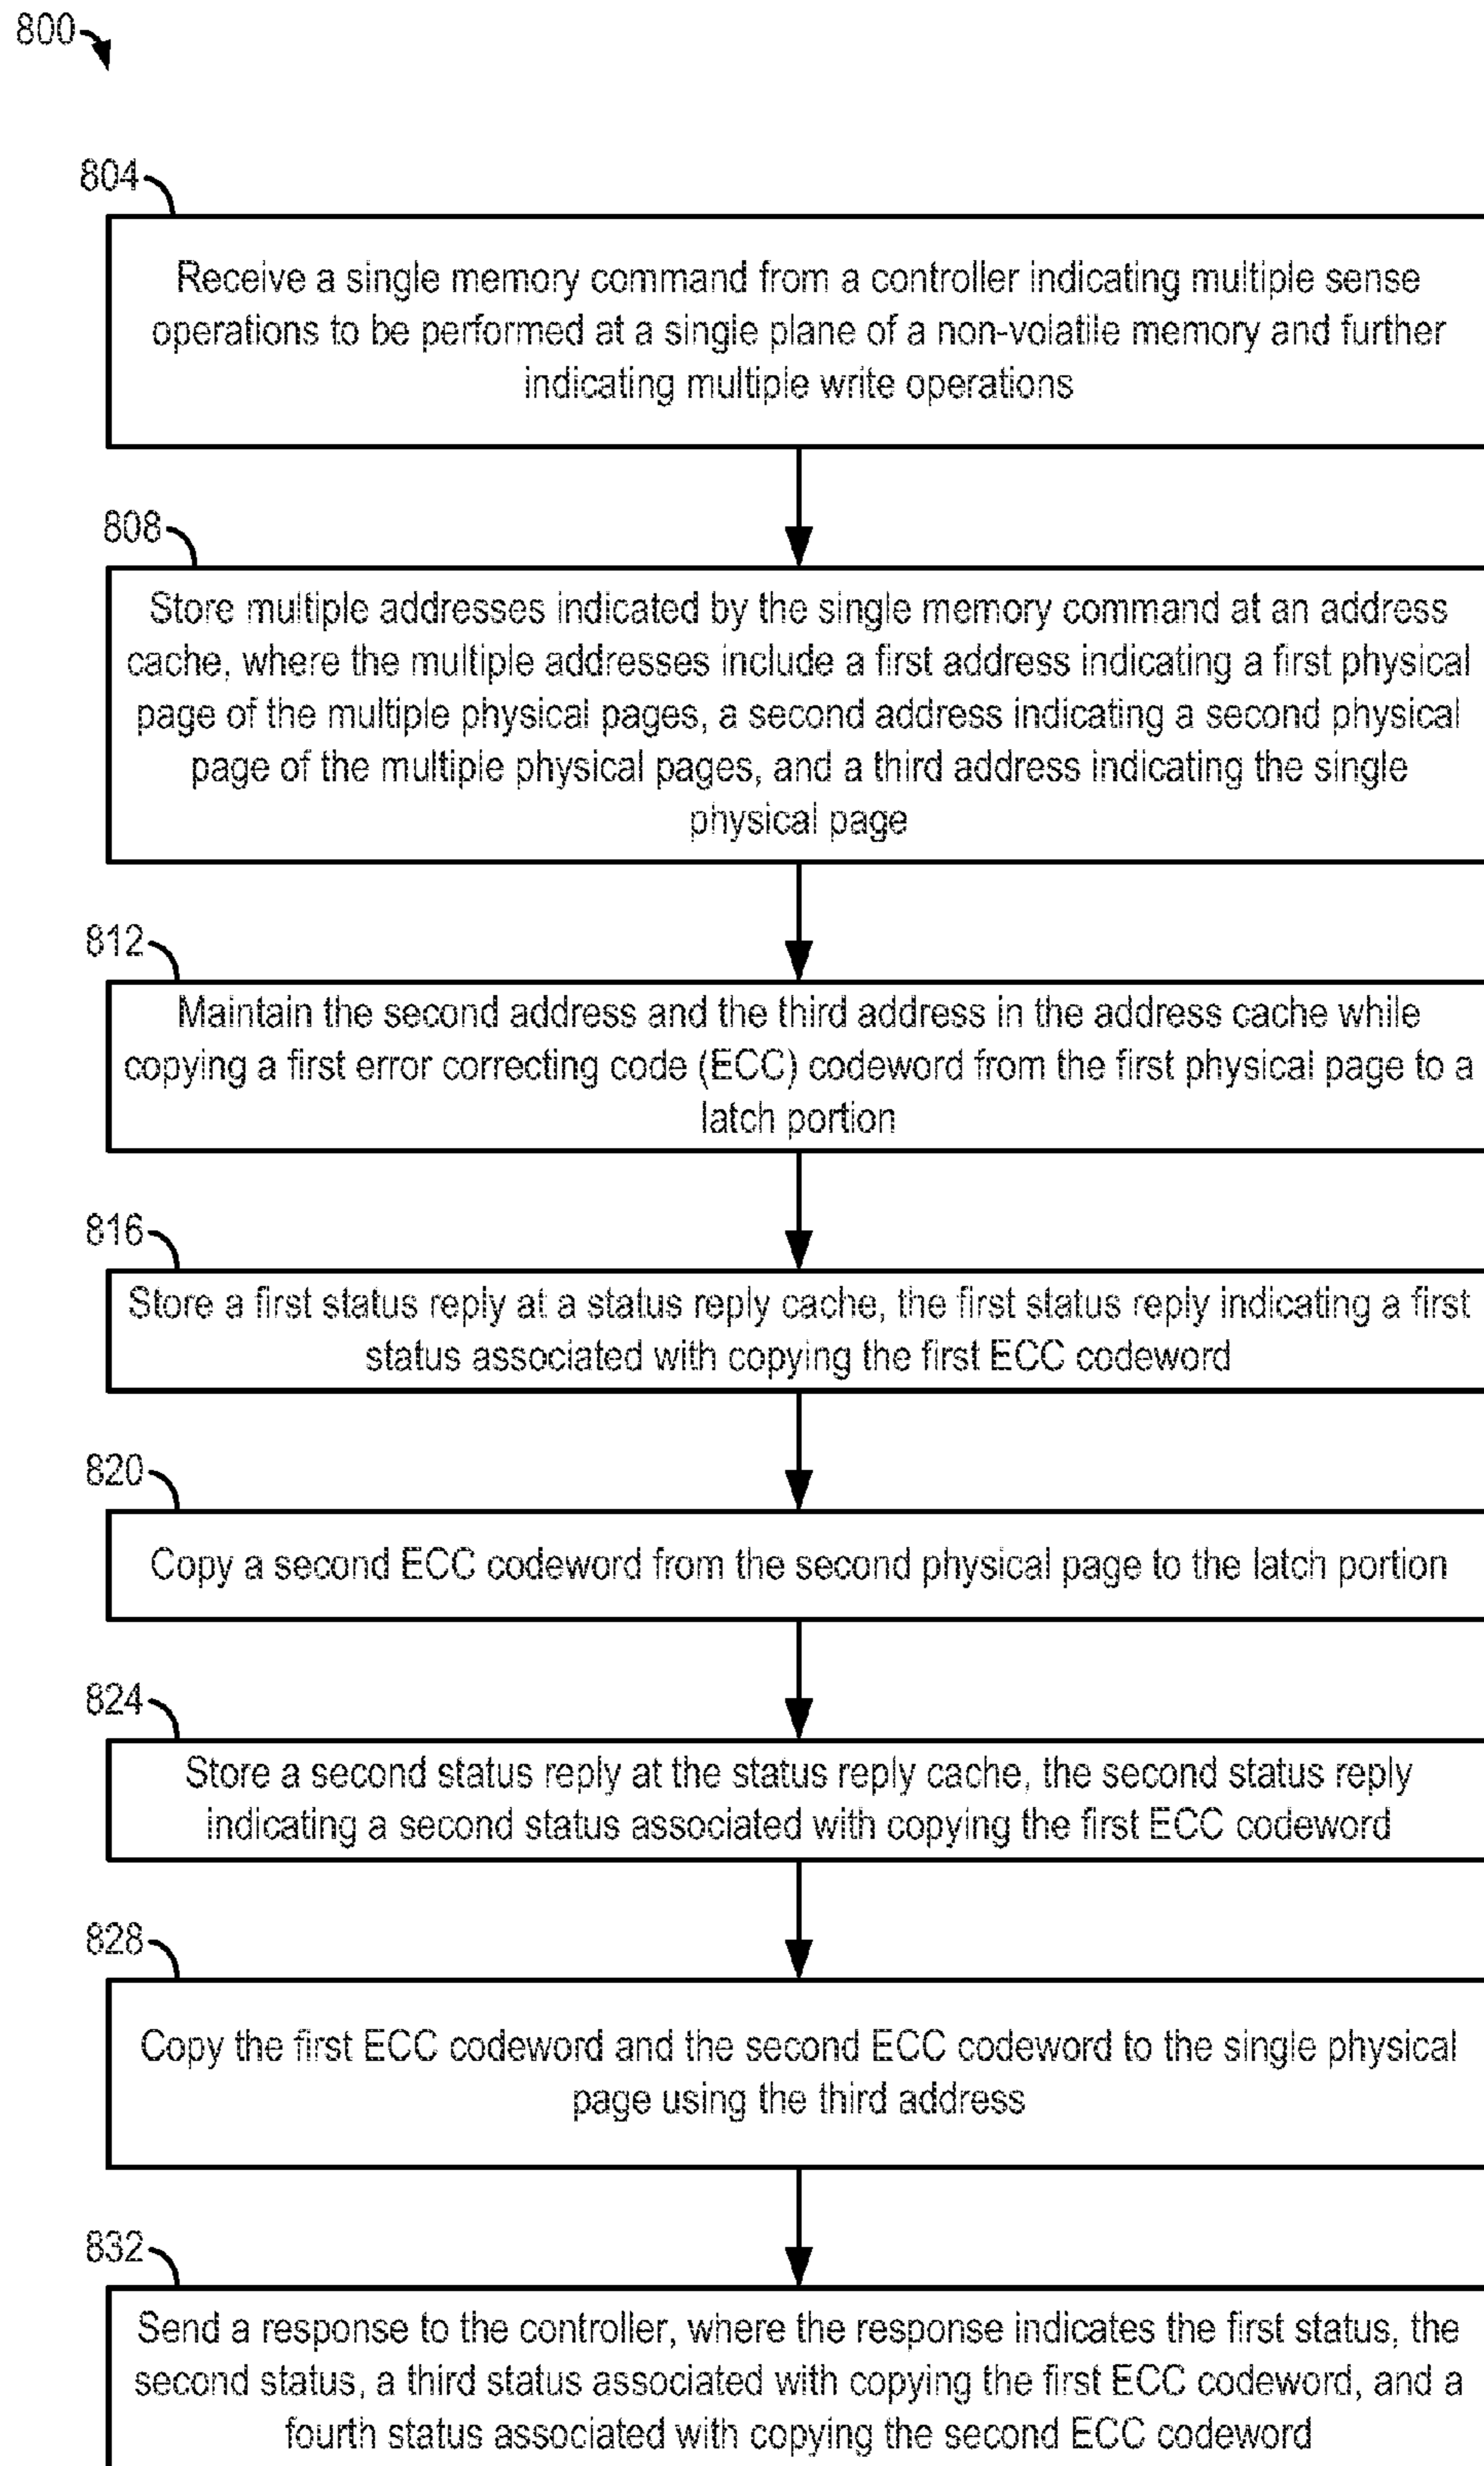 800
804
Receive a single memory command from a controller indicating multiple sense
operations to be performed at a single plane of a non-volatile memory and further
indicating multiple write operations
808
Store multiple addresses indicated by the single memory command at an address
cache, where the multiple addresses include a first address indicating a first physical
page of the multiple physical pages, a second address indicating a second physical
page of the multiple physical pages, and a third address indicating the single
physical page
812
Maintain the second address and the third address in the address cache while
copying a first error correcting code (ECC) codeword from the first physical page to a
latch portion
816
Store a first status reply at a status reply cache, the first status reply indicating a first
status associated with copying the first ECC codeword
820
Copy a second ECC codeword from the second physical page to the latch portion
824
Store a second status reply at the status reply cache, the second status reply
indicating a second status associated with copying the first ECC codeword
828
Copy the first ECC codeword and the second ECC codeword to the single physical
page using the third address
832
Send a response to the controller, where the response indicates the first status, the
second status, a third status associated with copying the first ECC codeword, and a
fourth status associated with copying the second ECC codeword